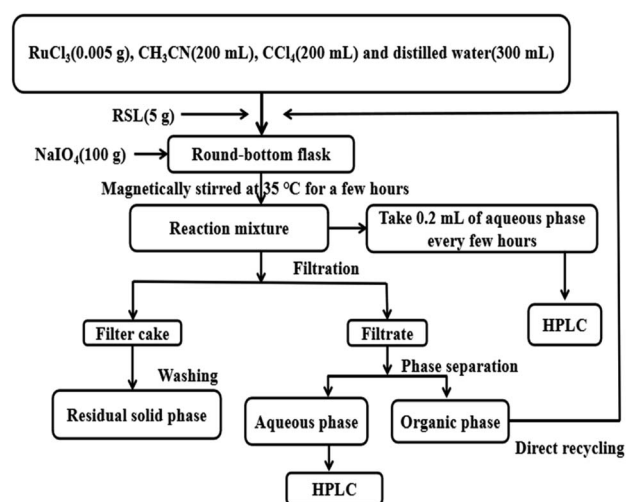 RuCl₃(0.005 g), CH₃CN(200 mL), CCl₄(200 mL) and distilled water(300 mL)
RSL(5 g)
NaIO₄(100 g)
Round-bottom flask
Magnetically stirred at 35 °C for a few hours
Reaction mixture
Take 0.2 mL of aqueous phase
every few hours
Filtration
HPLC
Filter cake
Filtrate
Washing
Phase separation
Residual solid phase
Aqueous phase
Organic phase
Direct recycling
HPLC